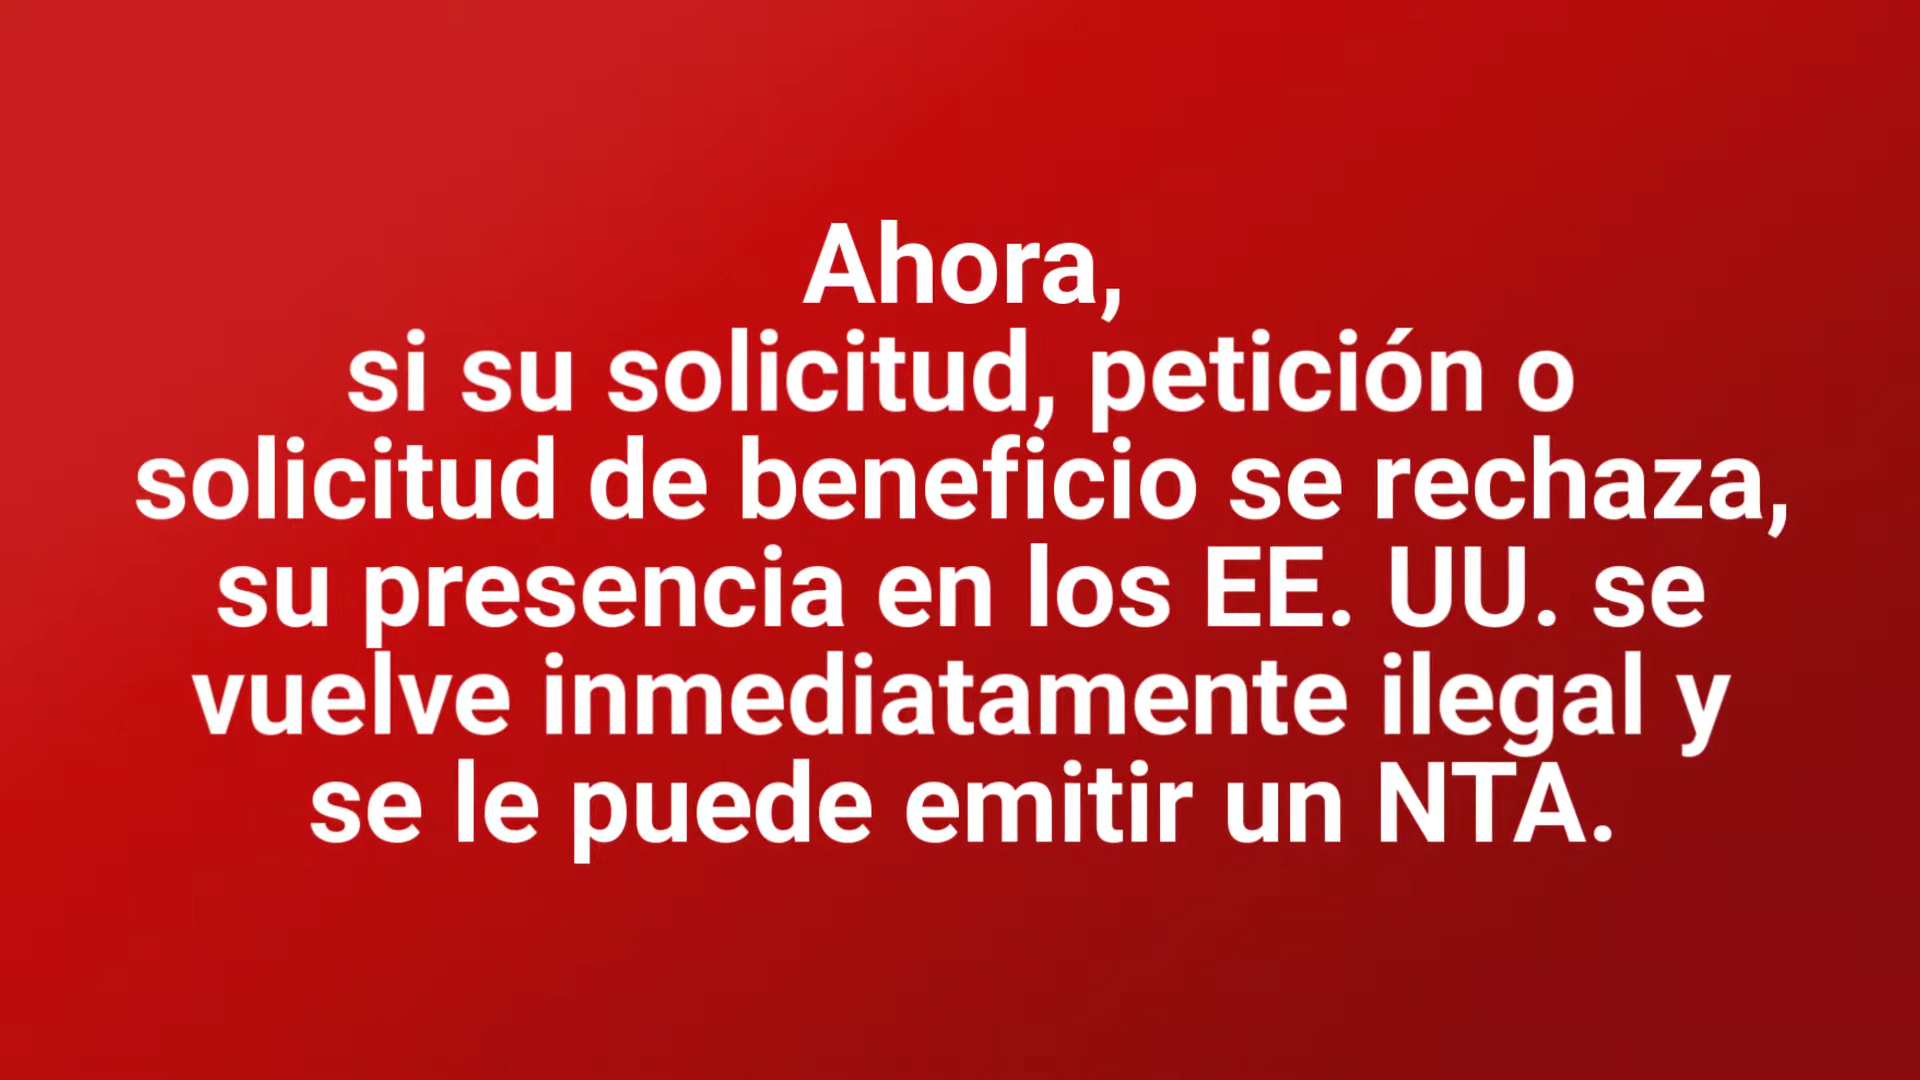 Ahora,
si su solicitud, petición o
solicitud de beneficio se rechaza,
su presencia en los EE. UU. se
vuelve inmediatamente ilegal y
se le puede emitir un NTA.